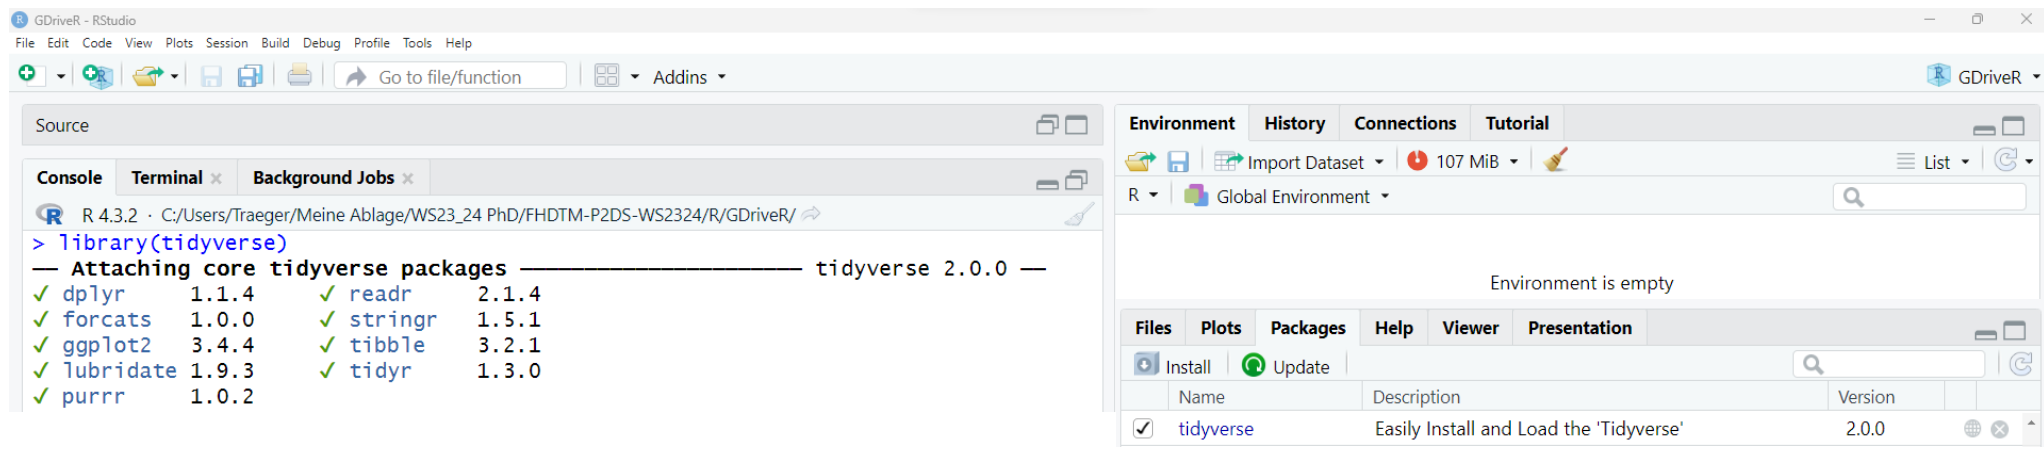 GDriveR - RStudio
File Edit Code View Plots Session Build Debug Profile Tools Help
Go to file/function Addins GDriveR
Source
Console Terminal Background Jobs
R 4.3.2 · C:/Users/Traeger/Meine Ablage/WS23_24 PhD/FHDTM-P2DS-WS2324/R/GDriveR/
> library(tidyverse)
── Attaching core tidyverse packages ────────────────────── tidyverse 2.0.0 ──
✓ dplyr 1.1.4 ✓ readr 2.1.4
✓ forcats 1.0.0 ✓ stringr 1.5.1
✓ ggplot2 3.4.4 ✓ tibble 3.2.1
✓ lubridate 1.9.3 ✓ tidyr 1.3.0
✓ purrr 1.0.2
Environment History Connections Tutorial
Import Dataset 107 MiB List
R Global Environment
Environment is empty
Files Plots Packages Help Viewer Presentation
Install Update
Name Description Version
tidyverse Easily Install and Load the 'Tidyverse' 2.0.0